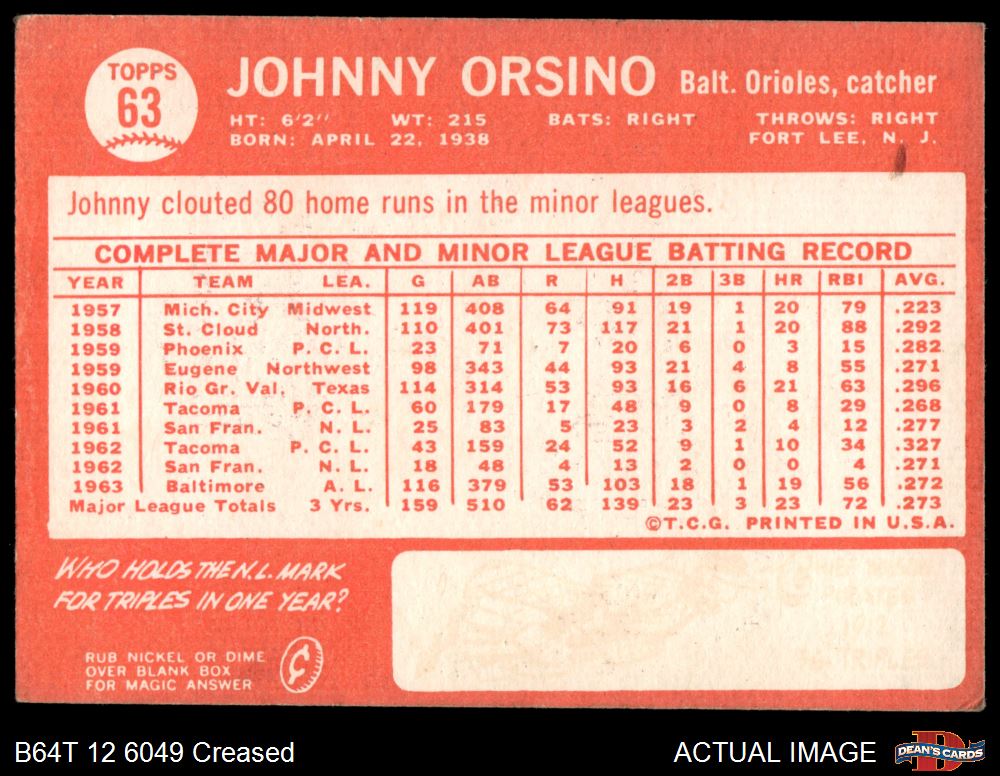 TOPPS
63
JOHNNY ORSINO Balt. Orioles, catcher
HT: 6'2" WT: 215 BATS: RIGHT THROWS: RIGHT
BORN: APRIL 22, 1938 FORT LEE, N. J.
Johnny clouted 80 home runs in the minor leagues.
COMPLETE MAJOR AND MINOR LEAGUE BATTING RECORD
YEAR TEAM LEA. G AB R H 2B 3B HR RBI AVG.
1957 Mich. City Midwest 119 408 64 91 19 1 20 79 .223
1958 St. Cloud North. 110 401 73 117 21 1 20 88 .292
1959 Phoenix P. C. L. 23 71 7 20 6 0 3 15 .282
1959 Eugene Northwest 98 343 44 93 21 4 8 55 .271
1960 Rio Gr. Val. Texas 114 314 53 93 16 6 21 63 .296
1961 Tacoma P. C. L. 60 179 17 48 9 0 8 29 .268
1961 San Fran. N. L. 25 83 5 23 3 2 4 12 .277
1962 Tacoma P. C. L. 43 159 24 52 9 1 10 34 .327
1962 San Fran. N. L. 18 48 4 13 2 0 0 4 .271
1963 Baltimore A. L. 116 379 53 103 18 1 19 56 .272
Major League Totals 3 Yrs. 159 510 62 139 23 3 23 72 .273
©T.C.G. PRINTED IN U.S.A.
WHO HOLDS THE N.L. MARK
FOR TRIPLES IN ONE YEAR?
RUB NICKEL OR DIME
OVER BLANK BOX
FOR MAGIC ANSWER
B64T 12 6049 Creased ACTUAL IMAGE DEAN'S CARDS